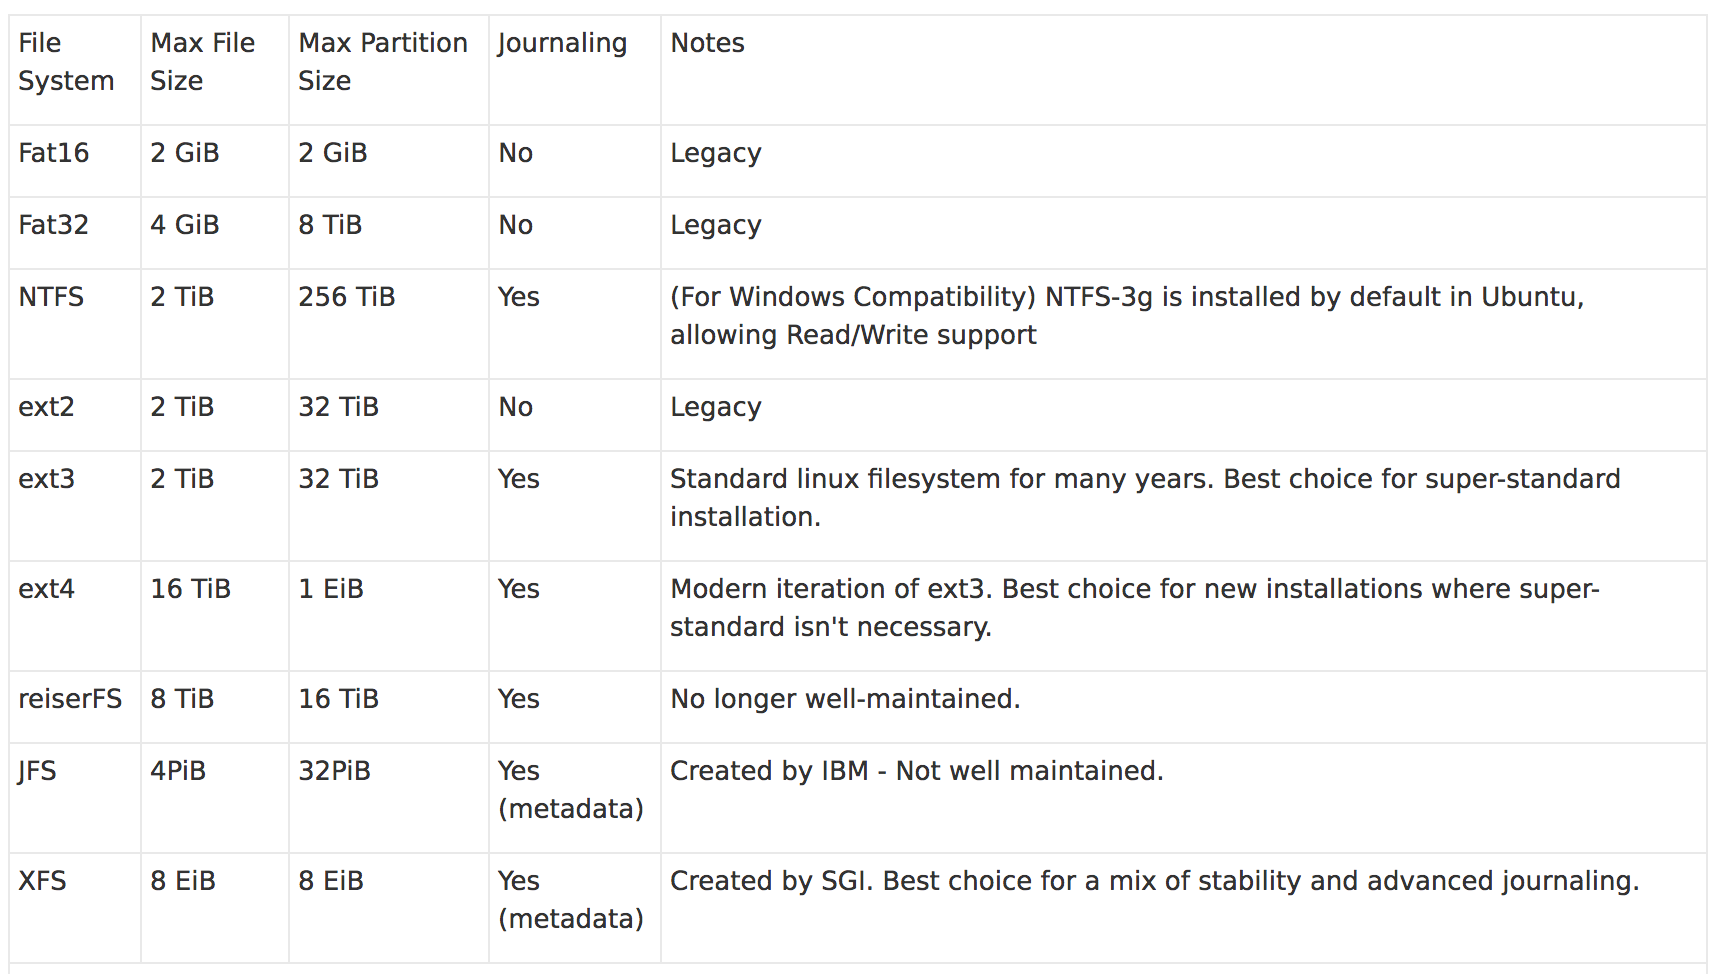 File System | Max File Size | Max Partition Size | Journaling | Notes
Fat16 | 2 GiB | 2 GiB | No | Legacy
Fat32 | 4 GiB | 8 TiB | No | Legacy
NTFS | 2 TiB | 256 TiB | Yes | (For Windows Compatibility) NTFS-3g is installed by default in Ubuntu, allowing Read/Write support
ext2 | 2 TiB | 32 TiB | No | Legacy
ext3 | 2 TiB | 32 TiB | Yes | Standard linux filesystem for many years. Best choice for super-standard installation.
ext4 | 16 TiB | 1 EiB | Yes | Modern iteration of ext3. Best choice for new installations where super-standard isn't necessary.
reiserFS | 8 TiB | 16 TiB | Yes | No longer well-maintained.
JFS | 4PiB | 32PiB | Yes (metadata) | Created by IBM - Not well maintained.
XFS | 8 EiB | 8 EiB | Yes (metadata) | Created by SGI. Best choice for a mix of stability and advanced journaling.